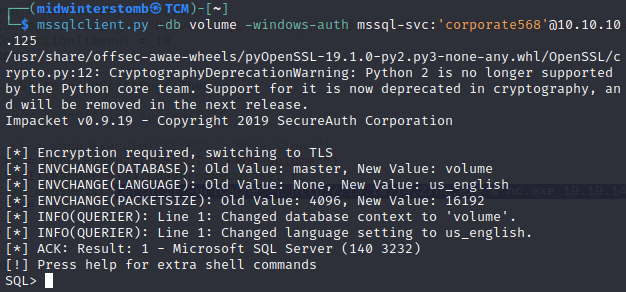 ┌──(midwinterstomb㉿TCM)-[~]
└─$ mssqlclient.py -db volume -windows-auth mssql-svc:'corporate568'@10.10.10
.125
/usr/share/offsec-awae-wheels/pyOpenSSL-19.1.0-py2.py3-none-any.whl/OpenSSL/c
rypto.py:12: CryptographyDeprecationWarning: Python 2 is no longer supported
by the Python core team. Support for it is now deprecated in cryptography, an
d will be removed in the next release.
Impacket v0.9.19 - Copyright 2019 SecureAuth Corporation

[*] Encryption required, switching to TLS
[*] ENVCHANGE(DATABASE): Old Value: master, New Value: volume
[*] ENVCHANGE(LANGUAGE): Old Value: None, New Value: us_english
[*] ENVCHANGE(PACKETSIZE): Old Value: 4096, New Value: 16192
[*] INFO(QUERIER): Line 1: Changed database context to 'volume'.
[*] INFO(QUERIER): Line 1: Changed language setting to us_english.
[*] ACK: Result: 1 - Microsoft SQL Server (140 3232)
[!] Press help for extra shell commands
SQL>